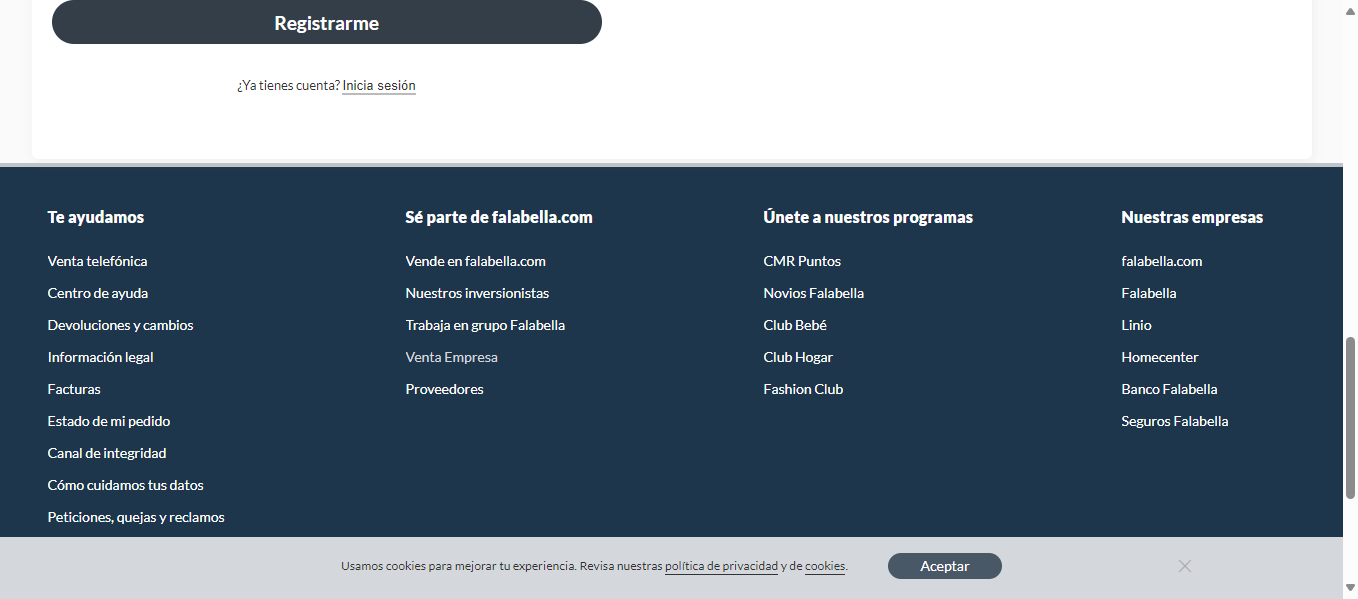 Registrarme
¿Ya tienes cuenta? Inicia sesión
Te ayudamos
Venta telefónica
Centro de ayuda
Devoluciones y cambios
Información legal
Facturas
Estado de mi pedido
Canal de integridad
Cómo cuidamos tus datos
Peticiones, quejas y reclamos
Sé parte de falabella.com
Vende en falabella.com
Nuestros inversionistas
Trabaja en grupo Falabella
Venta Empresa
Proveedores
Únete a nuestros programas
CMR Puntos
Novios Falabella
Club Bebé
Club Hogar
Fashion Club
Nuestras empresas
falabella.com
Falabella
Linio
Homecenter
Banco Falabella
Seguros Falabella
Usamos cookies para mejorar tu experiencia. Revisa nuestras política de privacidad y de cookies.
Aceptar